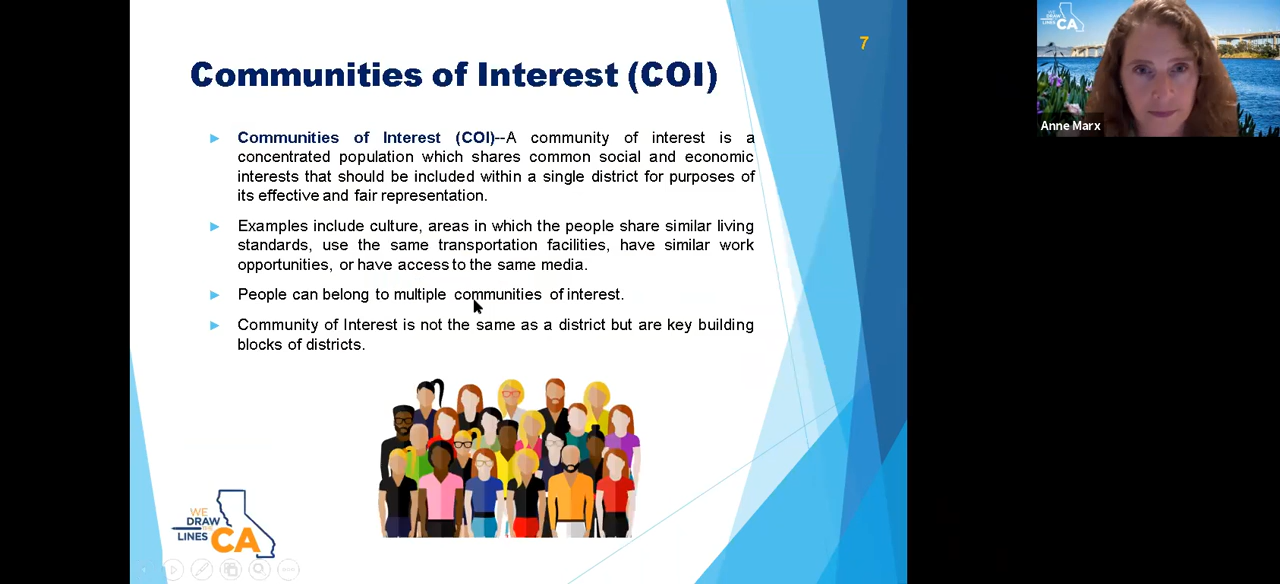 7
Communities of Interest (COI)
Communities of Interest (COI)--A community of interest is a
concentrated population which shares common social and economic
interests that should be included within a single district for purposes of
its effective and fair representation.
Examples include culture, areas in which the people share similar living
standards, use the same transportation facilities, have similar work
opportunities, or have access to the same media.
People can belong to multiple communities of interest.
Community of Interest is not the same as a district but are key building
blocks of districts.
WE
DRAW
THE
LINES
CA
WE
DRAW
THE
LINES
CA
Anne Marx